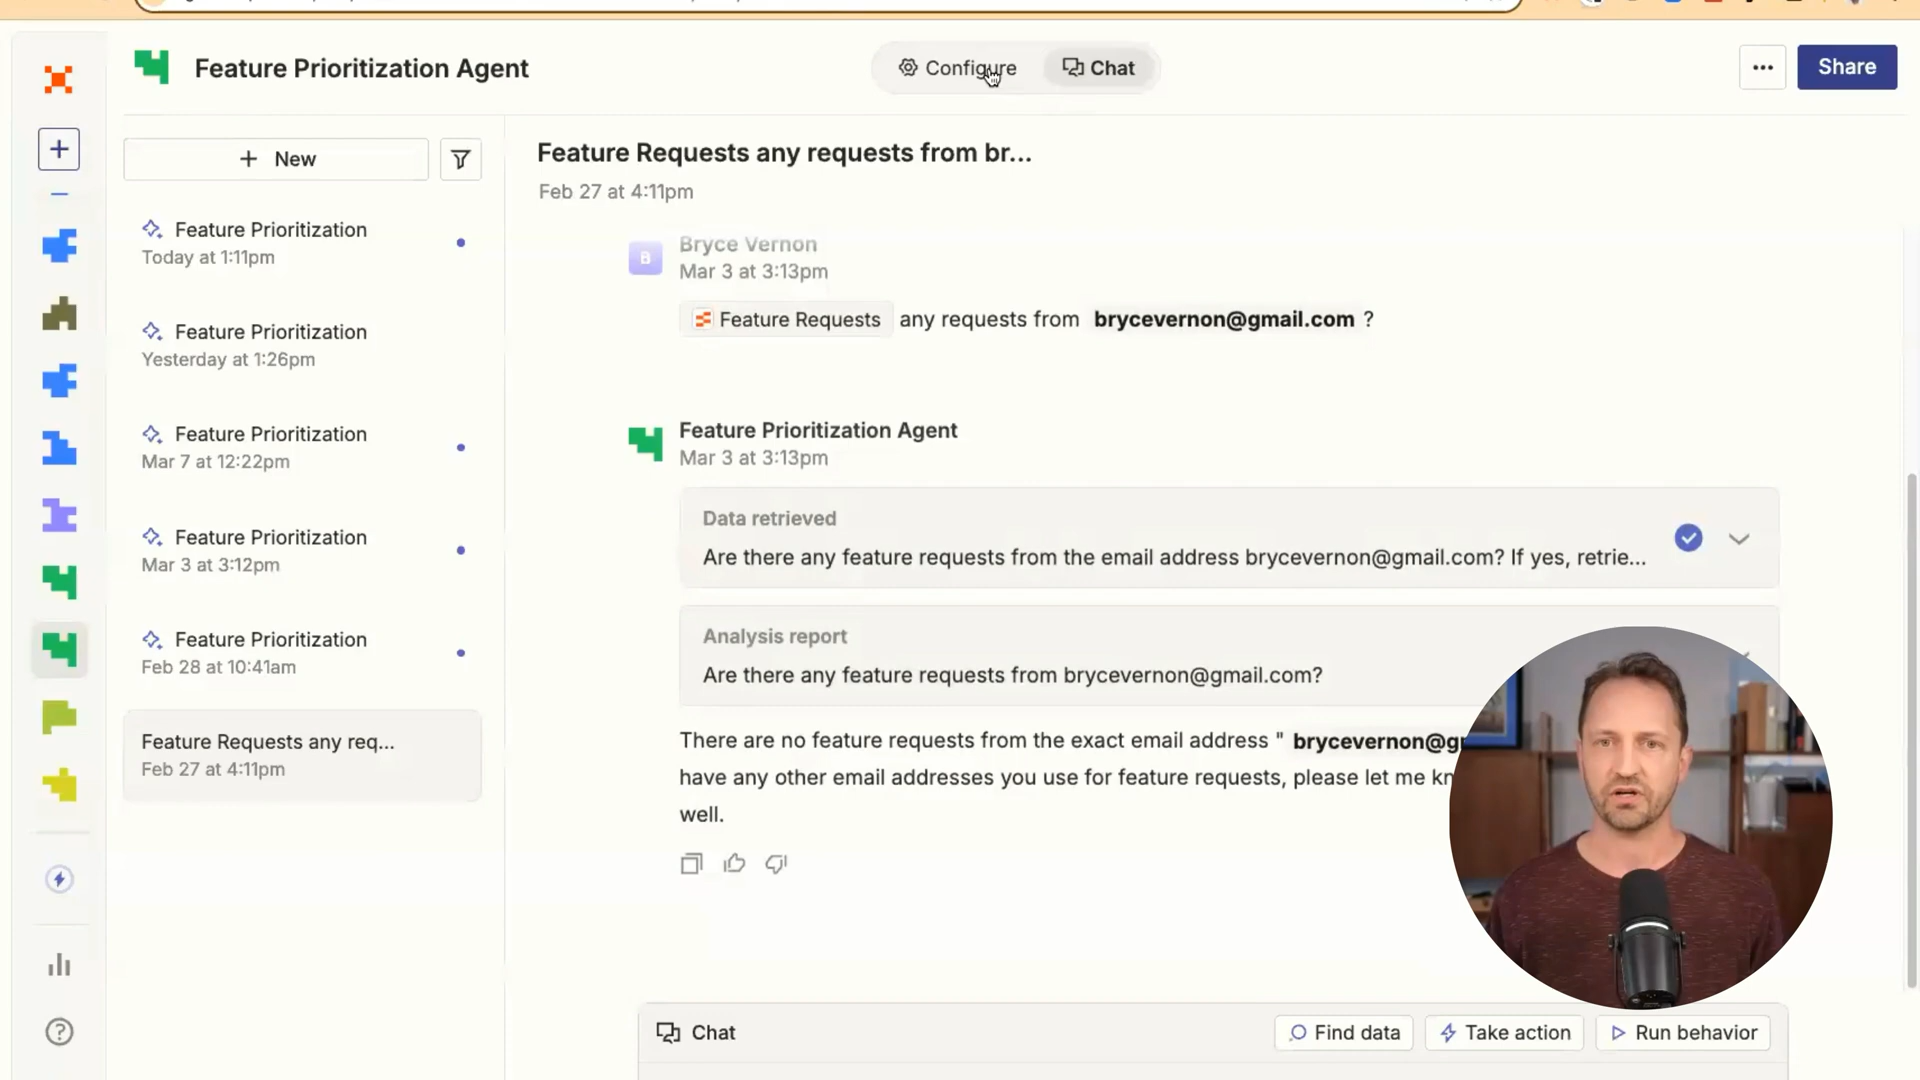 Feature Prioritization Agent
Configure
Chat
Share
+ New
Feature Prioritization
Today at 1:11pm
Feature Prioritization
Yesterday at 1:26pm
Feature Prioritization
Mar 7 at 12:22pm
Feature Prioritization
Mar 3 at 3:12pm
Feature Prioritization
Feb 28 at 10:41am
Feature Requests any req...
Feb 27 at 4:11pm
Feature Requests any requests from br...
Feb 27 at 4:11pm
B
Bryce Vernon
Mar 3 at 3:13pm
Feature Requests any requests from brycevernon@gmail.com ?
Feature Prioritization Agent
Mar 3 at 3:13pm
Data retrieved
Are there any feature requests from the email address brycevernon@gmail.com? If yes, retrie...
Analysis report
Are there any feature requests from brycevernon@gmail.com?
There are no feature requests from the exact email address " brycevernon@g
have any other email addresses you use for feature requests, please let me kn
well.
Chat
Find data
Take action
Run behavior